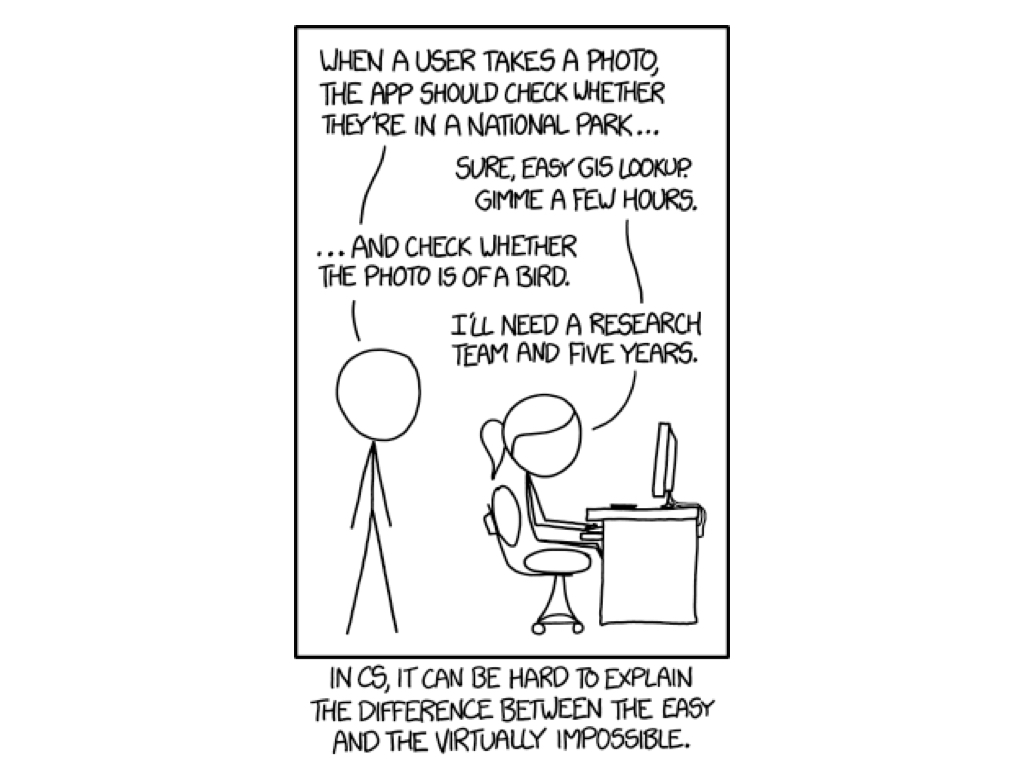 WHEN A USER TAKES A PHOTO,
THE APP SHOULD CHECK WHETHER
THEY'RE IN A NATIONAL PARK...
SURE, EASY GIS LOOKUP.
GIMME A FEW HOURS.
...AND CHECK WHETHER
THE PHOTO IS OF A BIRD.
I'LL NEED A RESEARCH
TEAM AND FIVE YEARS.
IN CS, IT CAN BE HARD TO EXPLAIN
THE DIFFERENCE BETWEEN THE EASY
AND THE VIRTUALLY IMPOSSIBLE.